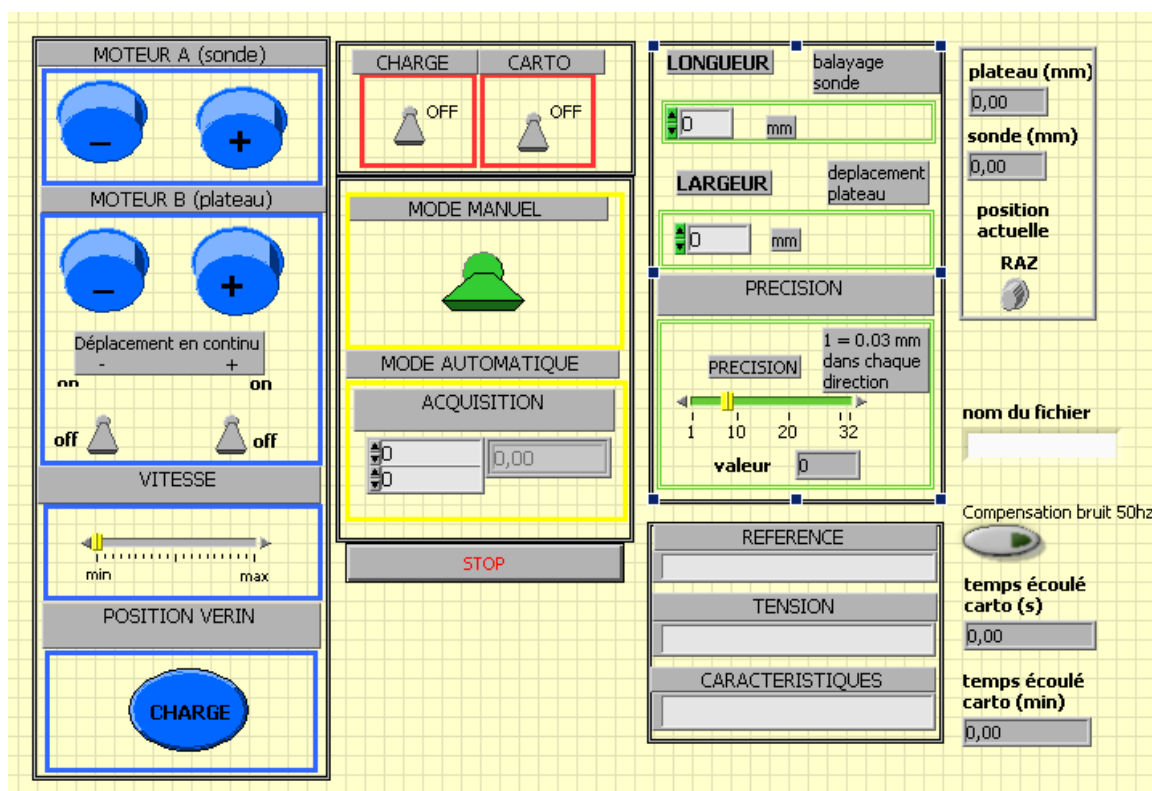 MOTEUR A (sonde)
–
+
MOTEUR B (plateau)
–
+
Déplacement en continu
- +
on on
off off
VITESSE
min max
POSITION VERIN
CHARGE
CHARGE CARTO
OFF OFF
MODE MANUEL
MODE AUTOMATIQUE
ACQUISITION
0
0
0,00
STOP
LONGUEUR
balayage
sonde
0 mm
LARGEUR
deplacement
plateau
0 mm
PRECISION
1 = 0.03 mm
dans chaque
direction
PRECISION
1 10 20 32
valeur 0
REFERENCE
TENSION
CARACTERISTIQUES
plateau (mm)
0,00
sonde (mm)
0,00
position
actuelle
RAZ
nom du fichier
Compensation bruit 50hz
temps écoulé
carto (s)
0,00
temps écoulé
carto (min)
0,00